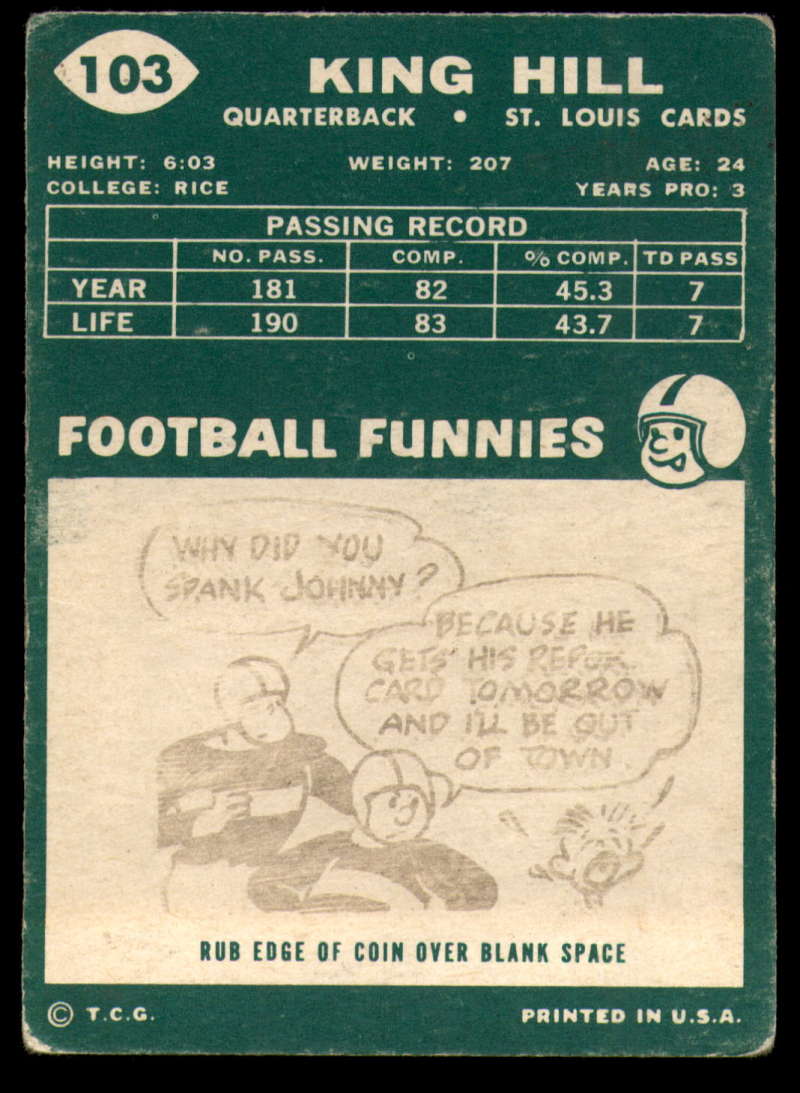 103
KING HILL
QUARTERBACK • ST. LOUIS CARDS
HEIGHT: 6:03 WEIGHT: 207 AGE: 24
COLLEGE: RICE YEARS PRO: 3
PASSING RECORD
NO. PASS. COMP. % COMP. TD PASS
YEAR 181 82 45.3 7
LIFE 190 83 43.7 7
FOOTBALL FUNNIES
WHY DID YOU
SPANK JOHNNY?
BECAUSE HE
GETS HIS
CARD TOMORROW
AND I'LL BE OUT
OF TOWN.
RUB EDGE OF COIN OVER BLANK SPACE
© T.C.G. PRINTED IN U.S.A.